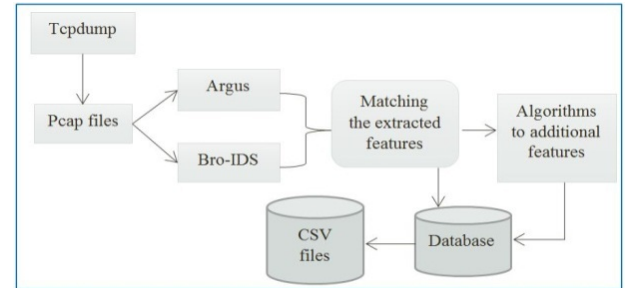 Tcpdump
Pcap files
Argus
Bro-IDS
Matching
the extracted
features
Algorithms
to additional
features
Database
CSV
files